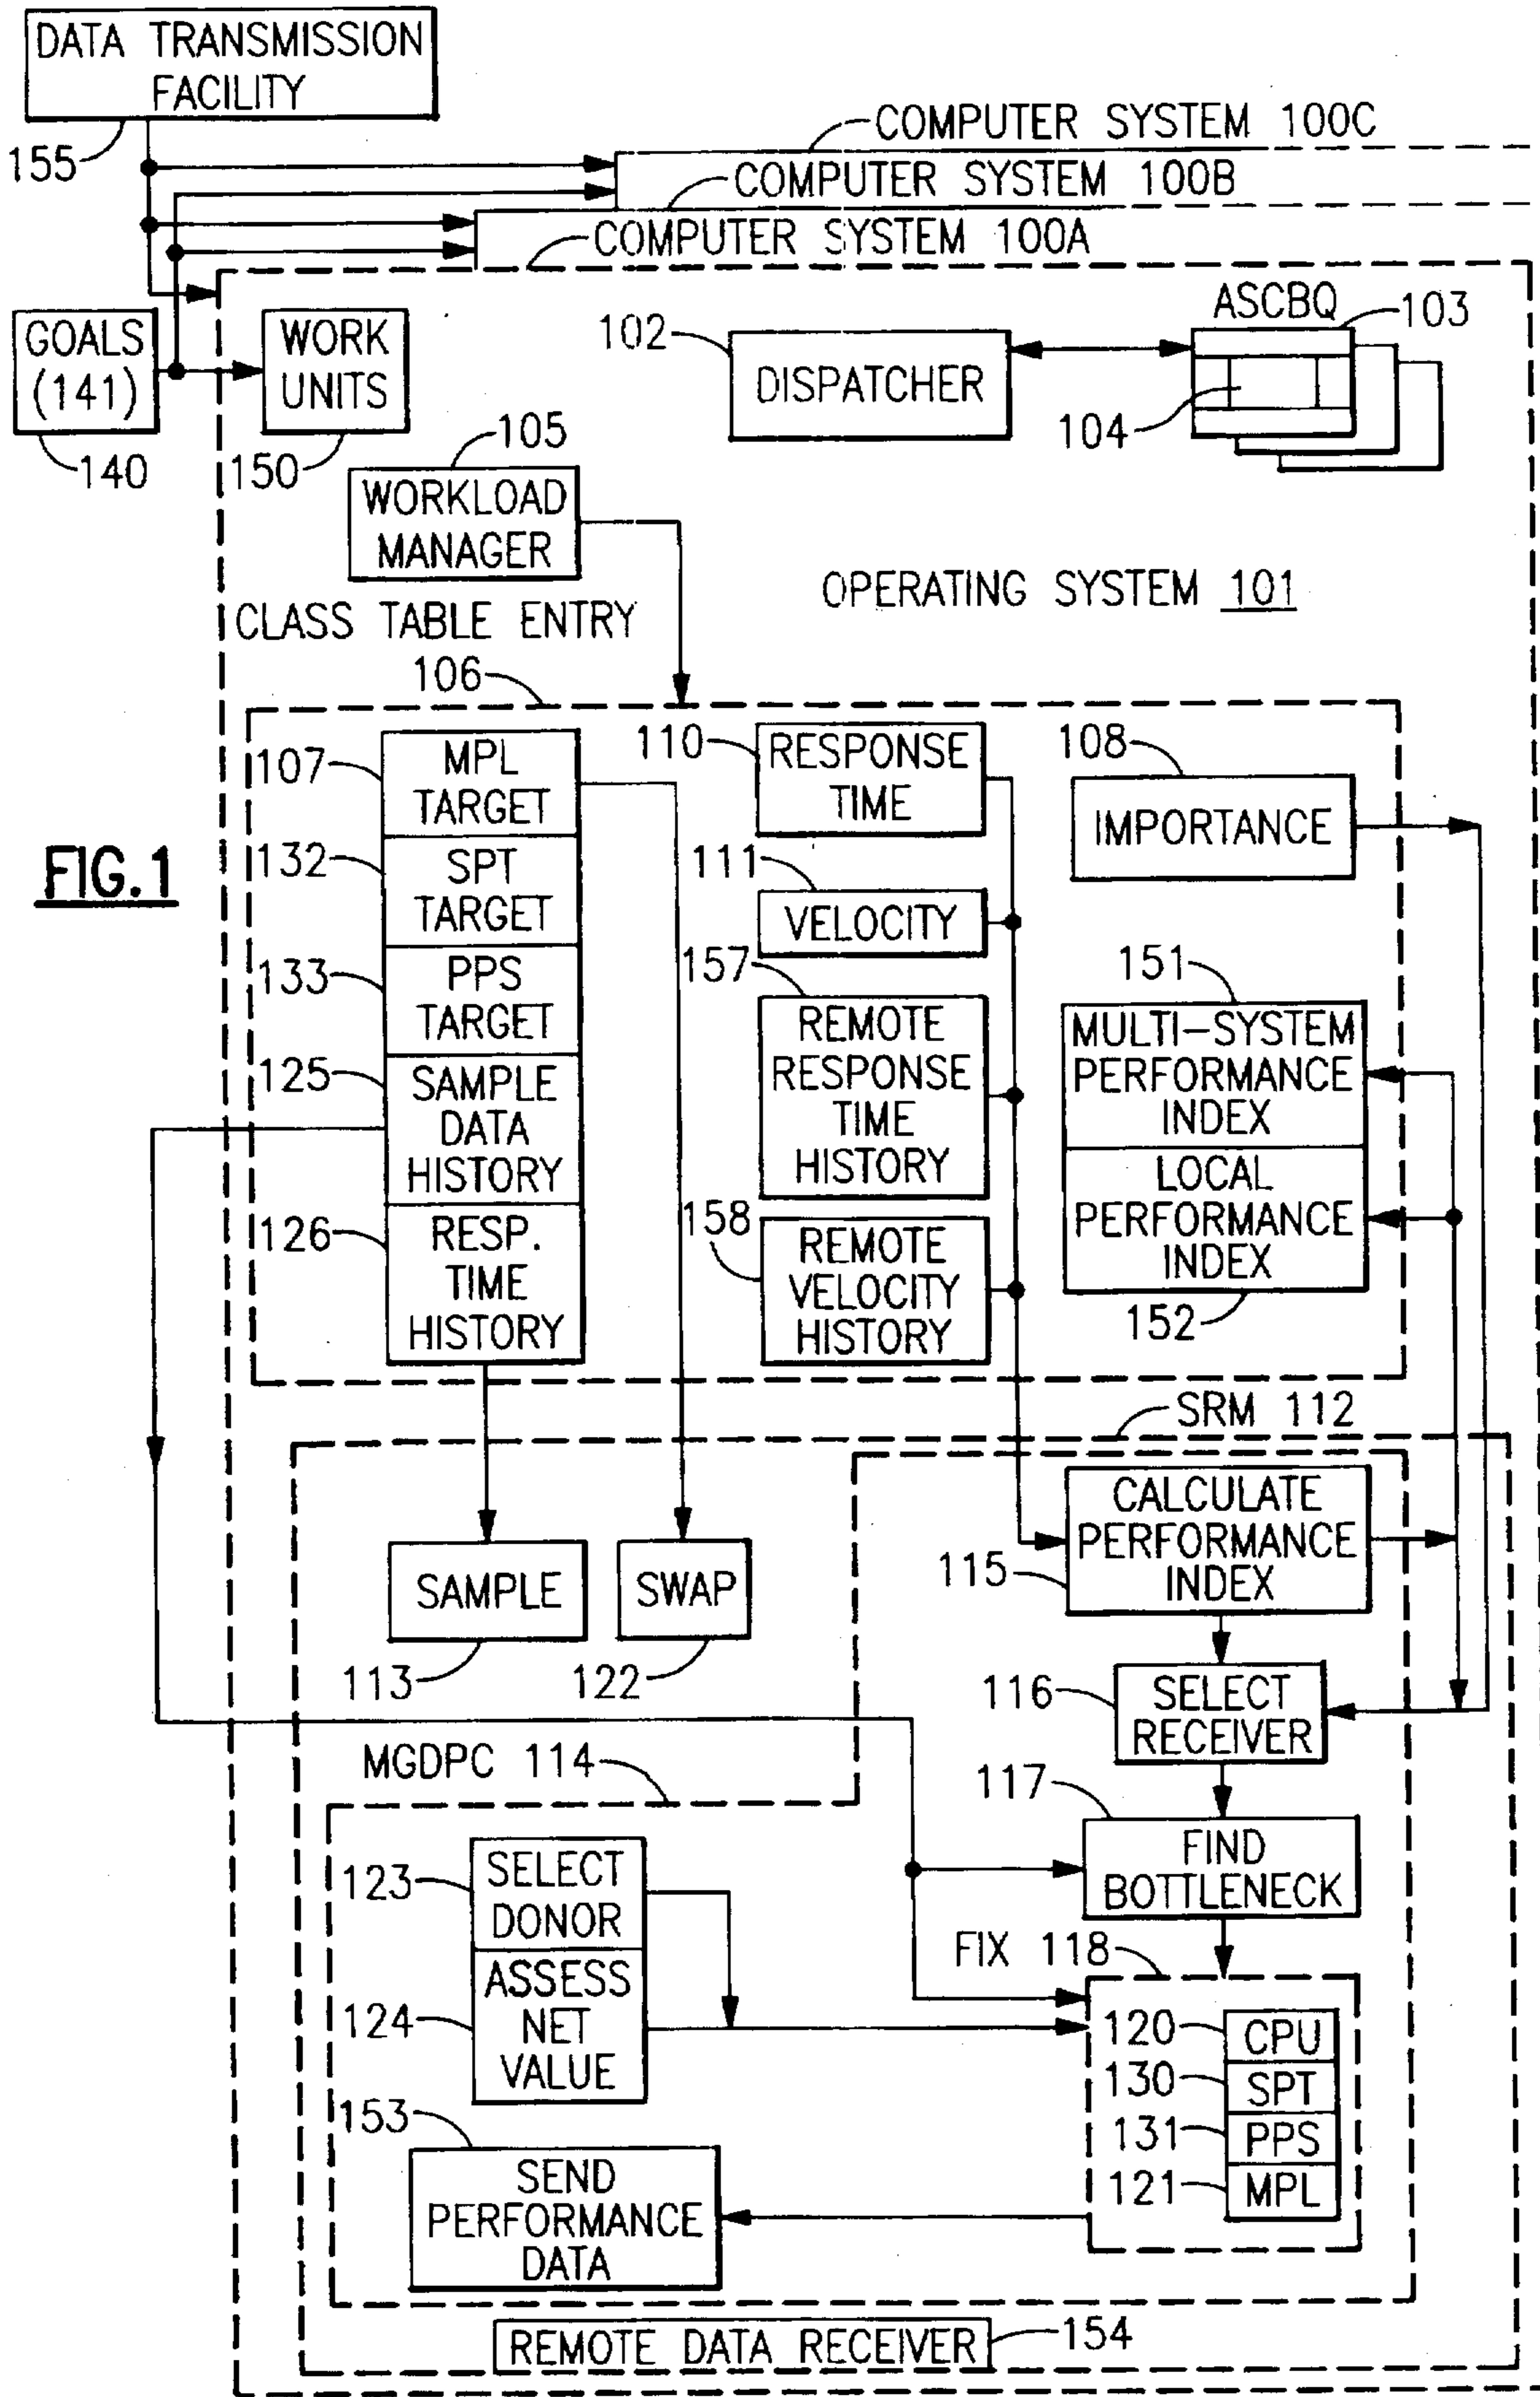 DATA TRANSMISSION
FACILITY
155
COMPUTER SYSTEM 100C
COMPUTER SYSTEM 100B
COMPUTER SYSTEM 100A
GOALS
(141)
140
WORK
UNITS
150
102
DISPATCHER
ASCBQ
103
104
105
WORKLOAD
MANAGER
OPERATING SYSTEM 101
CLASS TABLE ENTRY
106
FIG.1
107
MPL
TARGET
132
SPT
TARGET
133
PPS
TARGET
125
SAMPLE
DATA
HISTORY
126
RESP.
TIME
HISTORY
110
RESPONSE
TIME
111
VELOCITY
157
REMOTE
RESPONSE
TIME
HISTORY
158
REMOTE
VELOCITY
HISTORY
108
IMPORTANCE
151
MULTI-SYSTEM
PERFORMANCE
INDEX
LOCAL
PERFORMANCE
INDEX
152
SRM 112
SAMPLE
113
SWAP
122
CALCULATE
PERFORMANCE
INDEX
115
116
SELECT
RECEIVER
MGDPC 114
117
FIND
BOTTLENECK
123
SELECT
DONOR
124
ASSESS
NET
VALUE
FIX 118
120
CPU
130
SPT
131
PPS
121
MPL
153
SEND
PERFORMANCE
DATA
REMOTE DATA RECEIVER
154